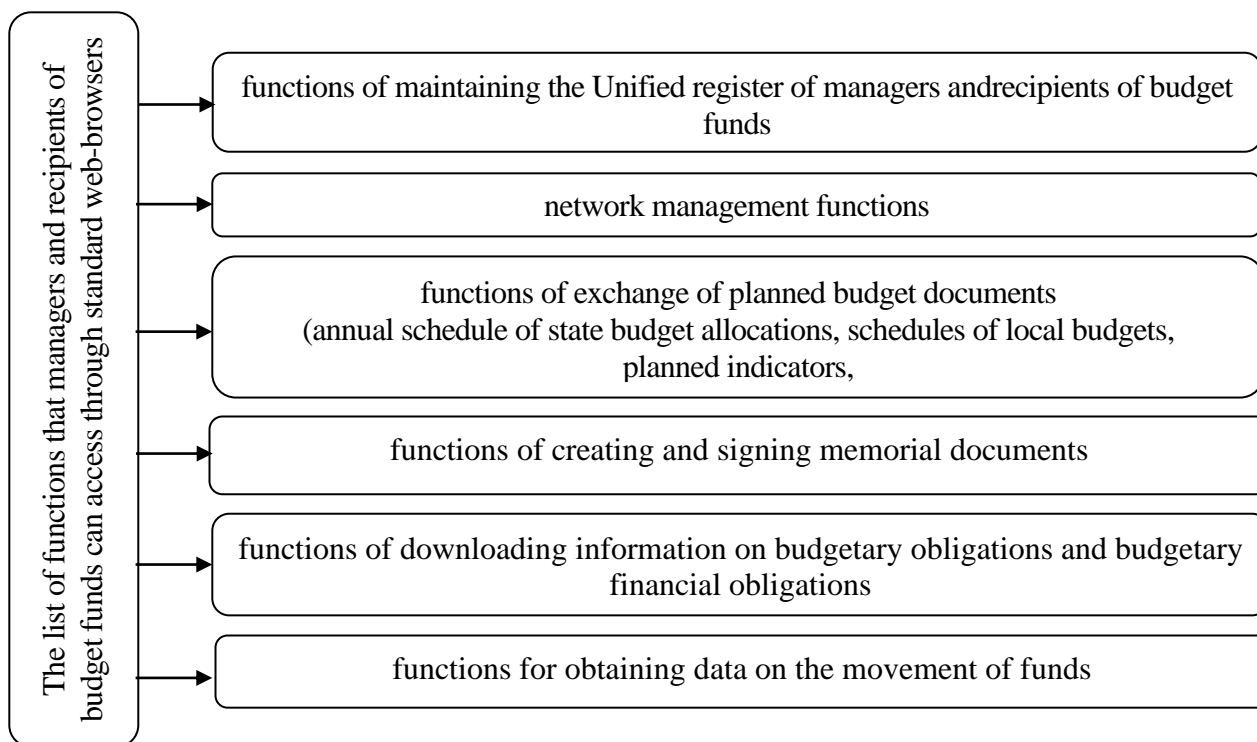 The list of functions that managers and recipients of
budget funds can access through standard web-browsers
functions of maintaining the Unified register of managers andrecipients of budget
funds
network management functions
functions of exchange of planned budget documents
(annual schedule of state budget allocations, schedules of local budgets,
planned indicators,
functions of creating and signing memorial documents
functions of downloading information on budgetary obligations and budgetary
financial obligations
functions for obtaining data on the movement of funds